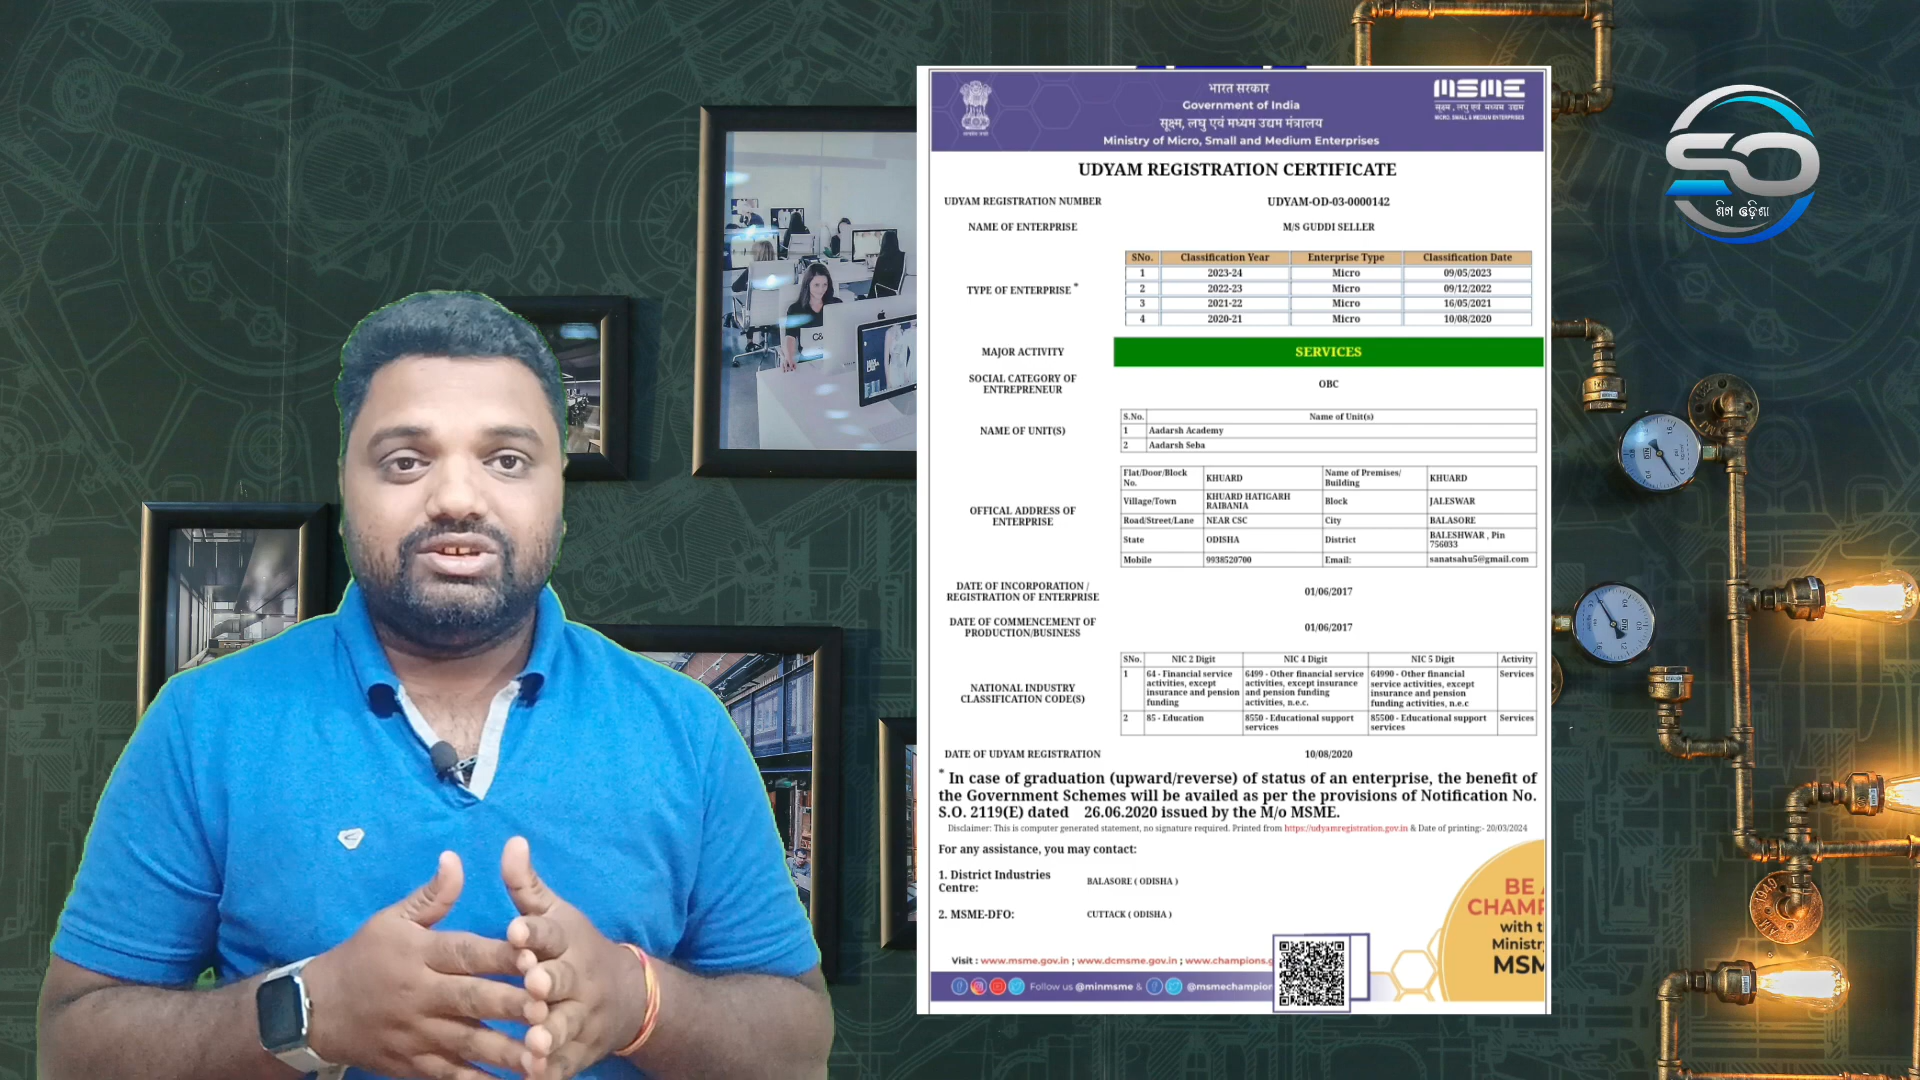 भारत सरकार
Government of India
सूक्ष्म, लघु एवं मध्यम उद्यम मंत्रालय
Ministry of Micro, Small and Medium Enterprises
MSME
सूक्ष्म, लघु एवं मध्यम उद्यम
MICRO, SMALL & MEDIUM ENTERPRISES
SO
ଶିଖ ଓଡ଼ିଶା
UDYAM REGISTRATION CERTIFICATE
UDYAM REGISTRATION NUMBER UDYAM-OD-03-0000142
NAME OF ENTERPRISE M/S GUDDI SELLER
TYPE OF ENTERPRISE *
SNo. Classification Year Enterprise Type Classification Date
1 2023-24 Micro 09/05/2023
2 2022-23 Micro 09/12/2022
3 2021-22 Micro 16/05/2021
4 2020-21 Micro 10/08/2020
MAJOR ACTIVITY SERVICES
SOCIAL CATEGORY OF
ENTREPRENEUR
OBC
NAME OF UNIT(S)
S.No. Name of Unit(s)
1 Aadarsh Academy
2 Aadarsh Seba
OFFICAL ADDRESS OF
ENTERPRISE
Flat/Door/Block
No.
KHUARD
Name of Premises/
Building
KHUARD
Village/Town
KHUARD HATIGARH
RAIBANIA
Block JALESWAR
Road/Street/Lane NEAR CSC City BALASORE
State ODISHA District
BALESHWAR , Pin
756033
Mobile 9938520700 Email: sanatsahu5@gmail.com
DATE OF INCORPORATION /
REGISTRATION OF ENTERPRISE
01/06/2017
DATE OF COMMENCEMENT OF
PRODUCTION/BUSINESS
01/06/2017
NATIONAL INDUSTRY
CLASSIFICATION CODE(S)
SNo. NIC 2 Digit NIC 4 Digit NIC 5 Digit Activity
1
64 - Financial service
activities, except
insurance and pension
funding
6499 - Other financial service
activities, except insurance
and pension funding
activities, n.e.c.
64990 - Other financial
service activities, except
insurance and pension
funding activities, n.e.c
Services
2 85 - Education
8550 - Educational support
services
85500 - Educational support
services
Services
DATE OF UDYAM REGISTRATION 10/08/2020
* In case of graduation (upward/reverse) of status of an enterprise, the benefit of
the Government Schemes will be availed as per the provisions of Notification No.
S.O. 2119(E) dated 26.06.2020 issued by the M/o MSME.
Disclaimer: This is computer generated statement, no signature required. Printed from https://udyamregistration.gov.in & Date of printing:- 20/03/2024
For any assistance, you may contact:
1. District Industries
Centre:
BALASORE ( ODISHA )
2. MSME-DFO: CUTTACK ( ODISHA )
Visit : www.msme.gov.in ; www.dcmsme.gov.in ; www.champions.g
Follow us @minmsme & @msmechampion
BE A
CHAMP
with t
Ministr
MSM
C&
1949